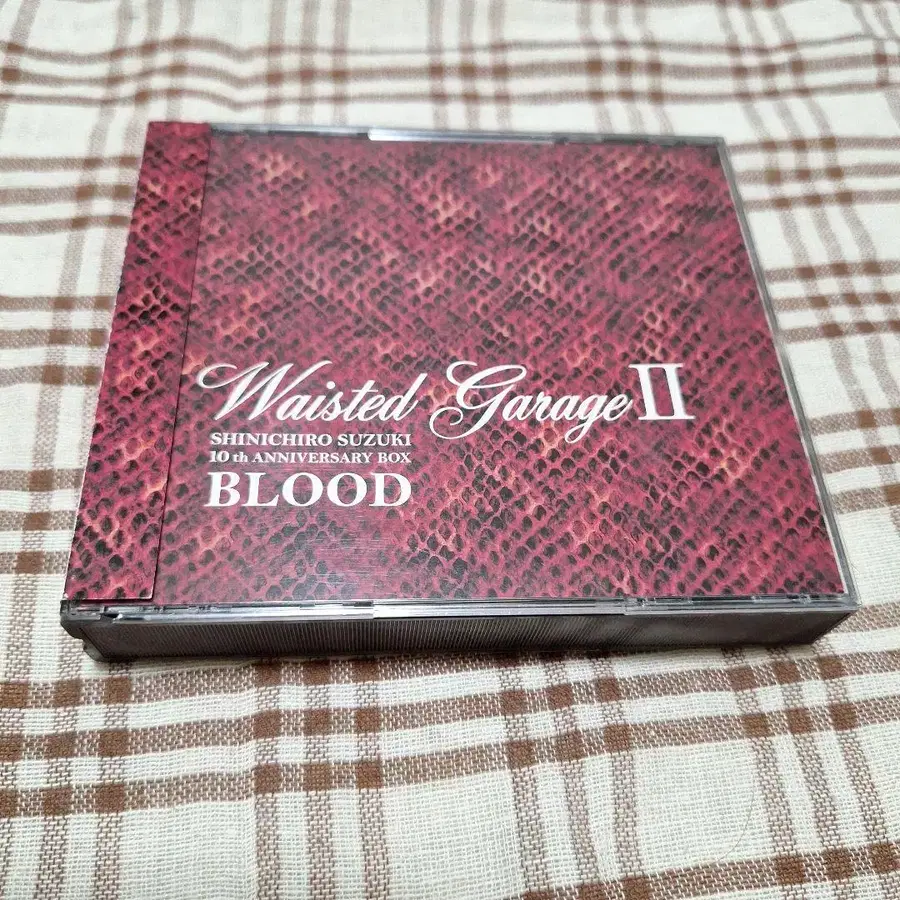 Waisted Garage II
SHINICHIRO SUZUKI
10 th ANNIVERSARY BOX
BLOOD